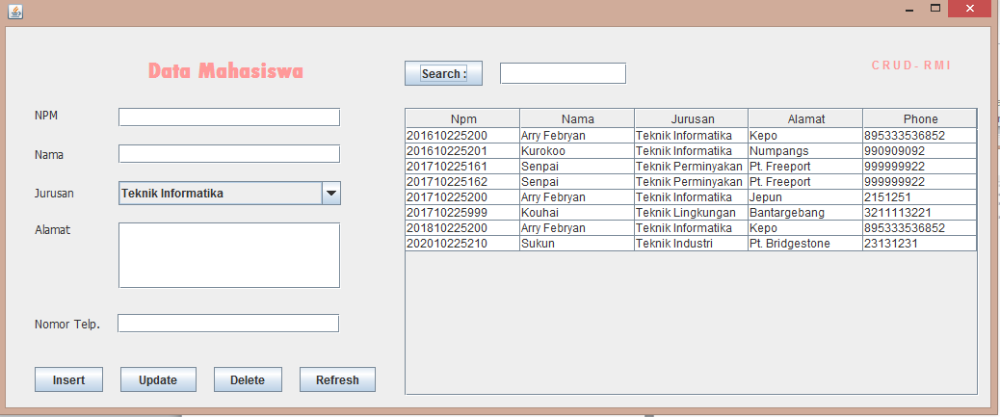 Data Mahasiswa
NPM
Nama
Jurusan
Teknik Informatika
Alamat
Nomor Telp.
Insert Update Delete Refresh
Search :
CRUD-RMI
Npm Nama Jurusan Alamat Phone
201610225200 Arry Febryan Teknik Informatika Kepo 895333536852
201610225201 Kurokoo Teknik Informatika Numpangs 990909092
201710225161 Senpai Teknik Perminyakan Pt. Freeport 999999922
201710225162 Senpai Teknik Perminyakan Pt. Freeport 999999922
201710225200 Arry Febryan Teknik Informatika Jepun 2151251
201710225999 Kouhai Teknik Lingkungan Bantargebang 3211113221
201810225200 Arry Febryan Teknik Informatika Kepo 895333536852
202010225210 Sukun Teknik Industri Pt. Bridgestone 23131231